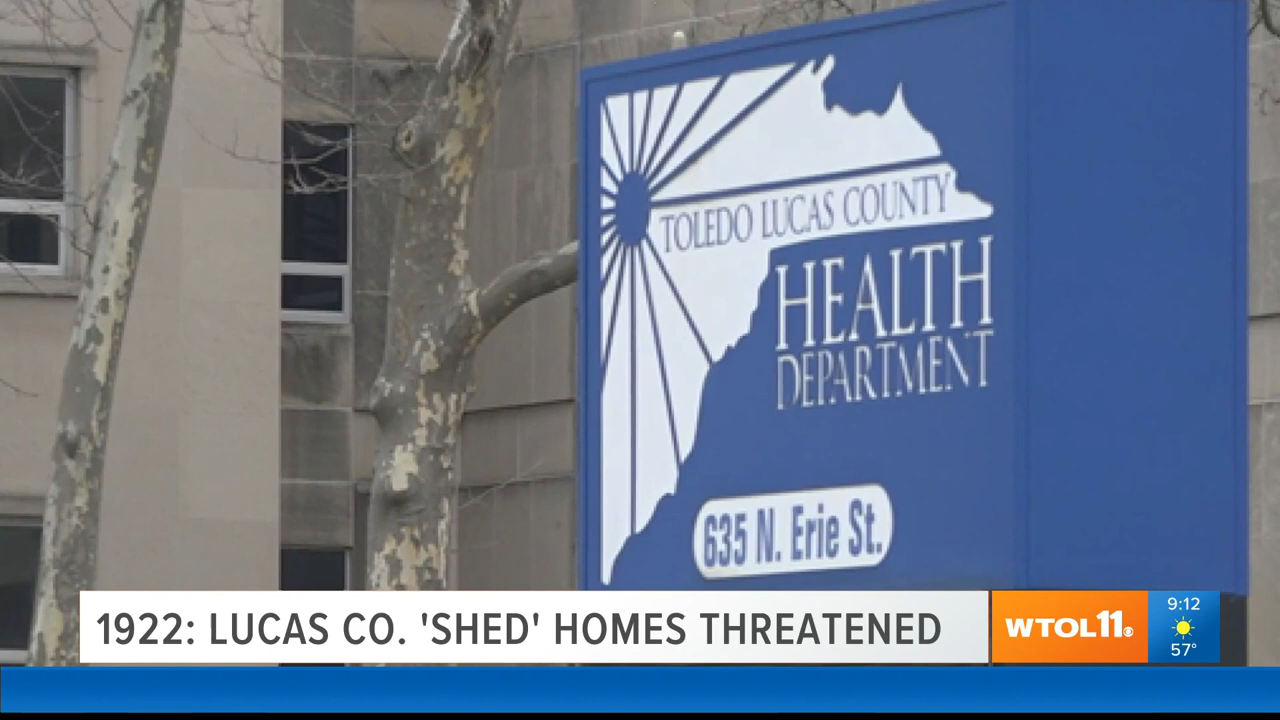 TOLEDO LUCAS COUNTY
HEALTH
DEPARTMENT
635 N. Erie St.
1922: LUCAS CO. 'SHED' HOMES THREATENED
WTOL11
9:12
57°